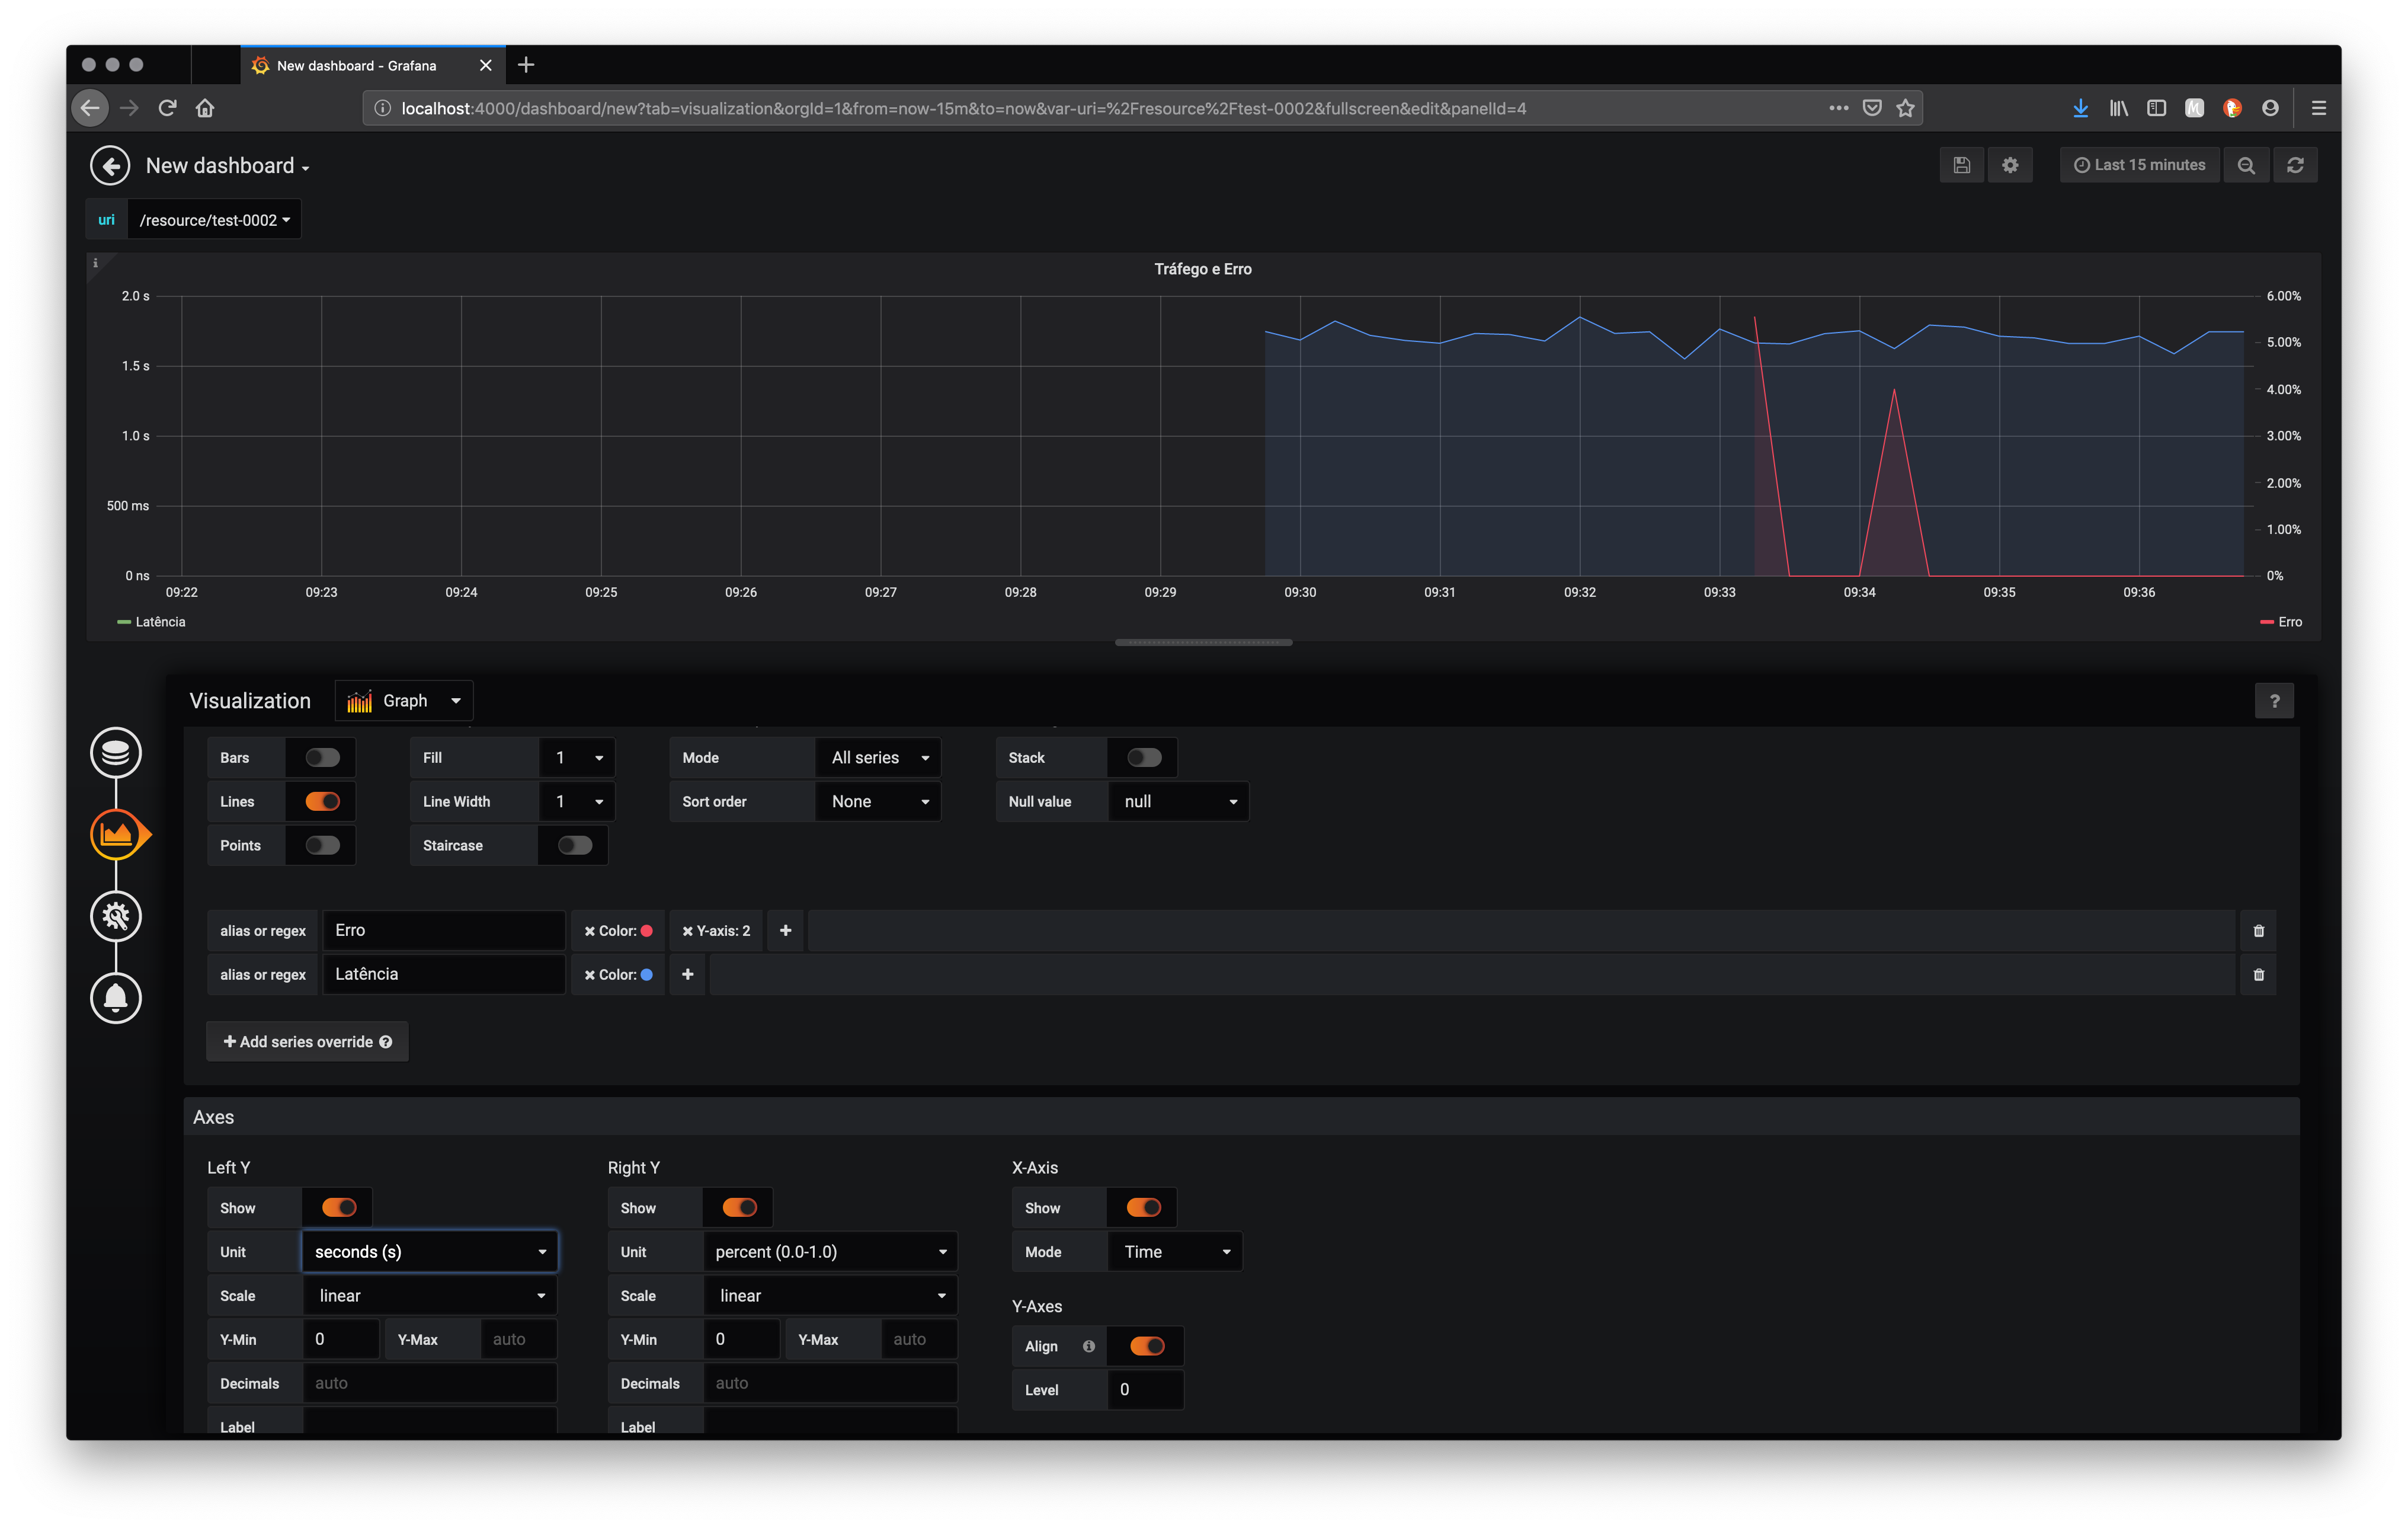 New dashboard - Grafana
localhost:4000/dashboard/new?tab=visualization&orgId=1&from=now-15m&to=now&var-uri=%2Fresource%2Ftest-0002&fullscreen&edit&panelId=4
New dashboard
Last 15 minutes
uri /resource/test-0002
Tráfego e Erro
2.0 s 6.00%
5.00%
1.5 s
4.00%
1.0 s 3.00%
2.00%
500 ms
1.00%
0 ns 0%
09:22 09:23 09:24 09:25 09:26 09:27 09:28 09:29 09:30 09:31 09:32 09:33 09:34 09:35 09:36
Latência Erro
Visualization Graph ?
Bars Fill 1 Mode All series Stack
Lines Line Width 1 Sort order None Null value null
Points Staircase
alias or regex Erro × Color: × Y-axis: 2 +
alias or regex Latência × Color: +
+ Add series override ?
Axes
Left Y Right Y X-Axis
Show Show Show
Unit seconds (s) Unit percent (0.0-1.0) Mode Time
Scale linear Scale linear
Y-Axes
Y-Min 0 Y-Max auto Y-Min 0 Y-Max auto
Align
Decimals auto Decimals auto
Level 0
Label Label